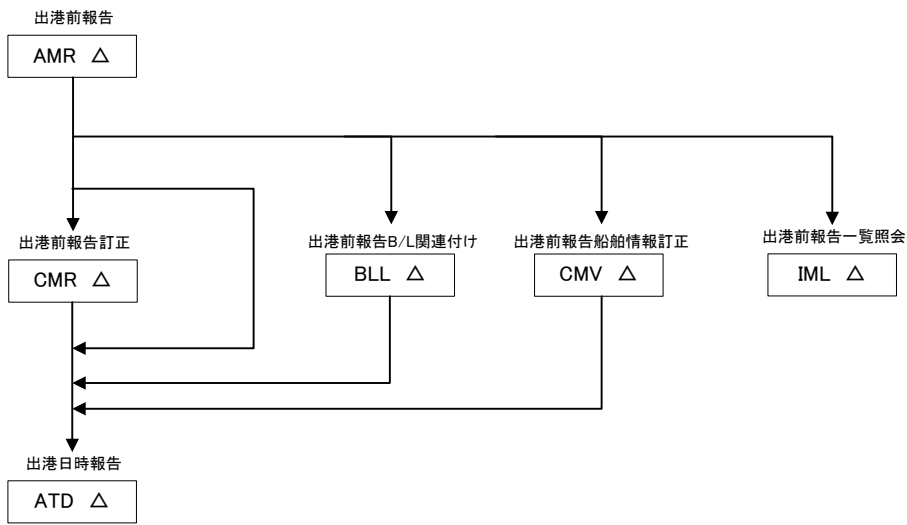 出港前報告
AMR △
出港前報告訂正
CMR △
出港前報告B/L関連付け
BLL △
出港前報告船舶情報訂正
CMV △
出港前報告一覧照会
IML △
出港日時報告
ATD △